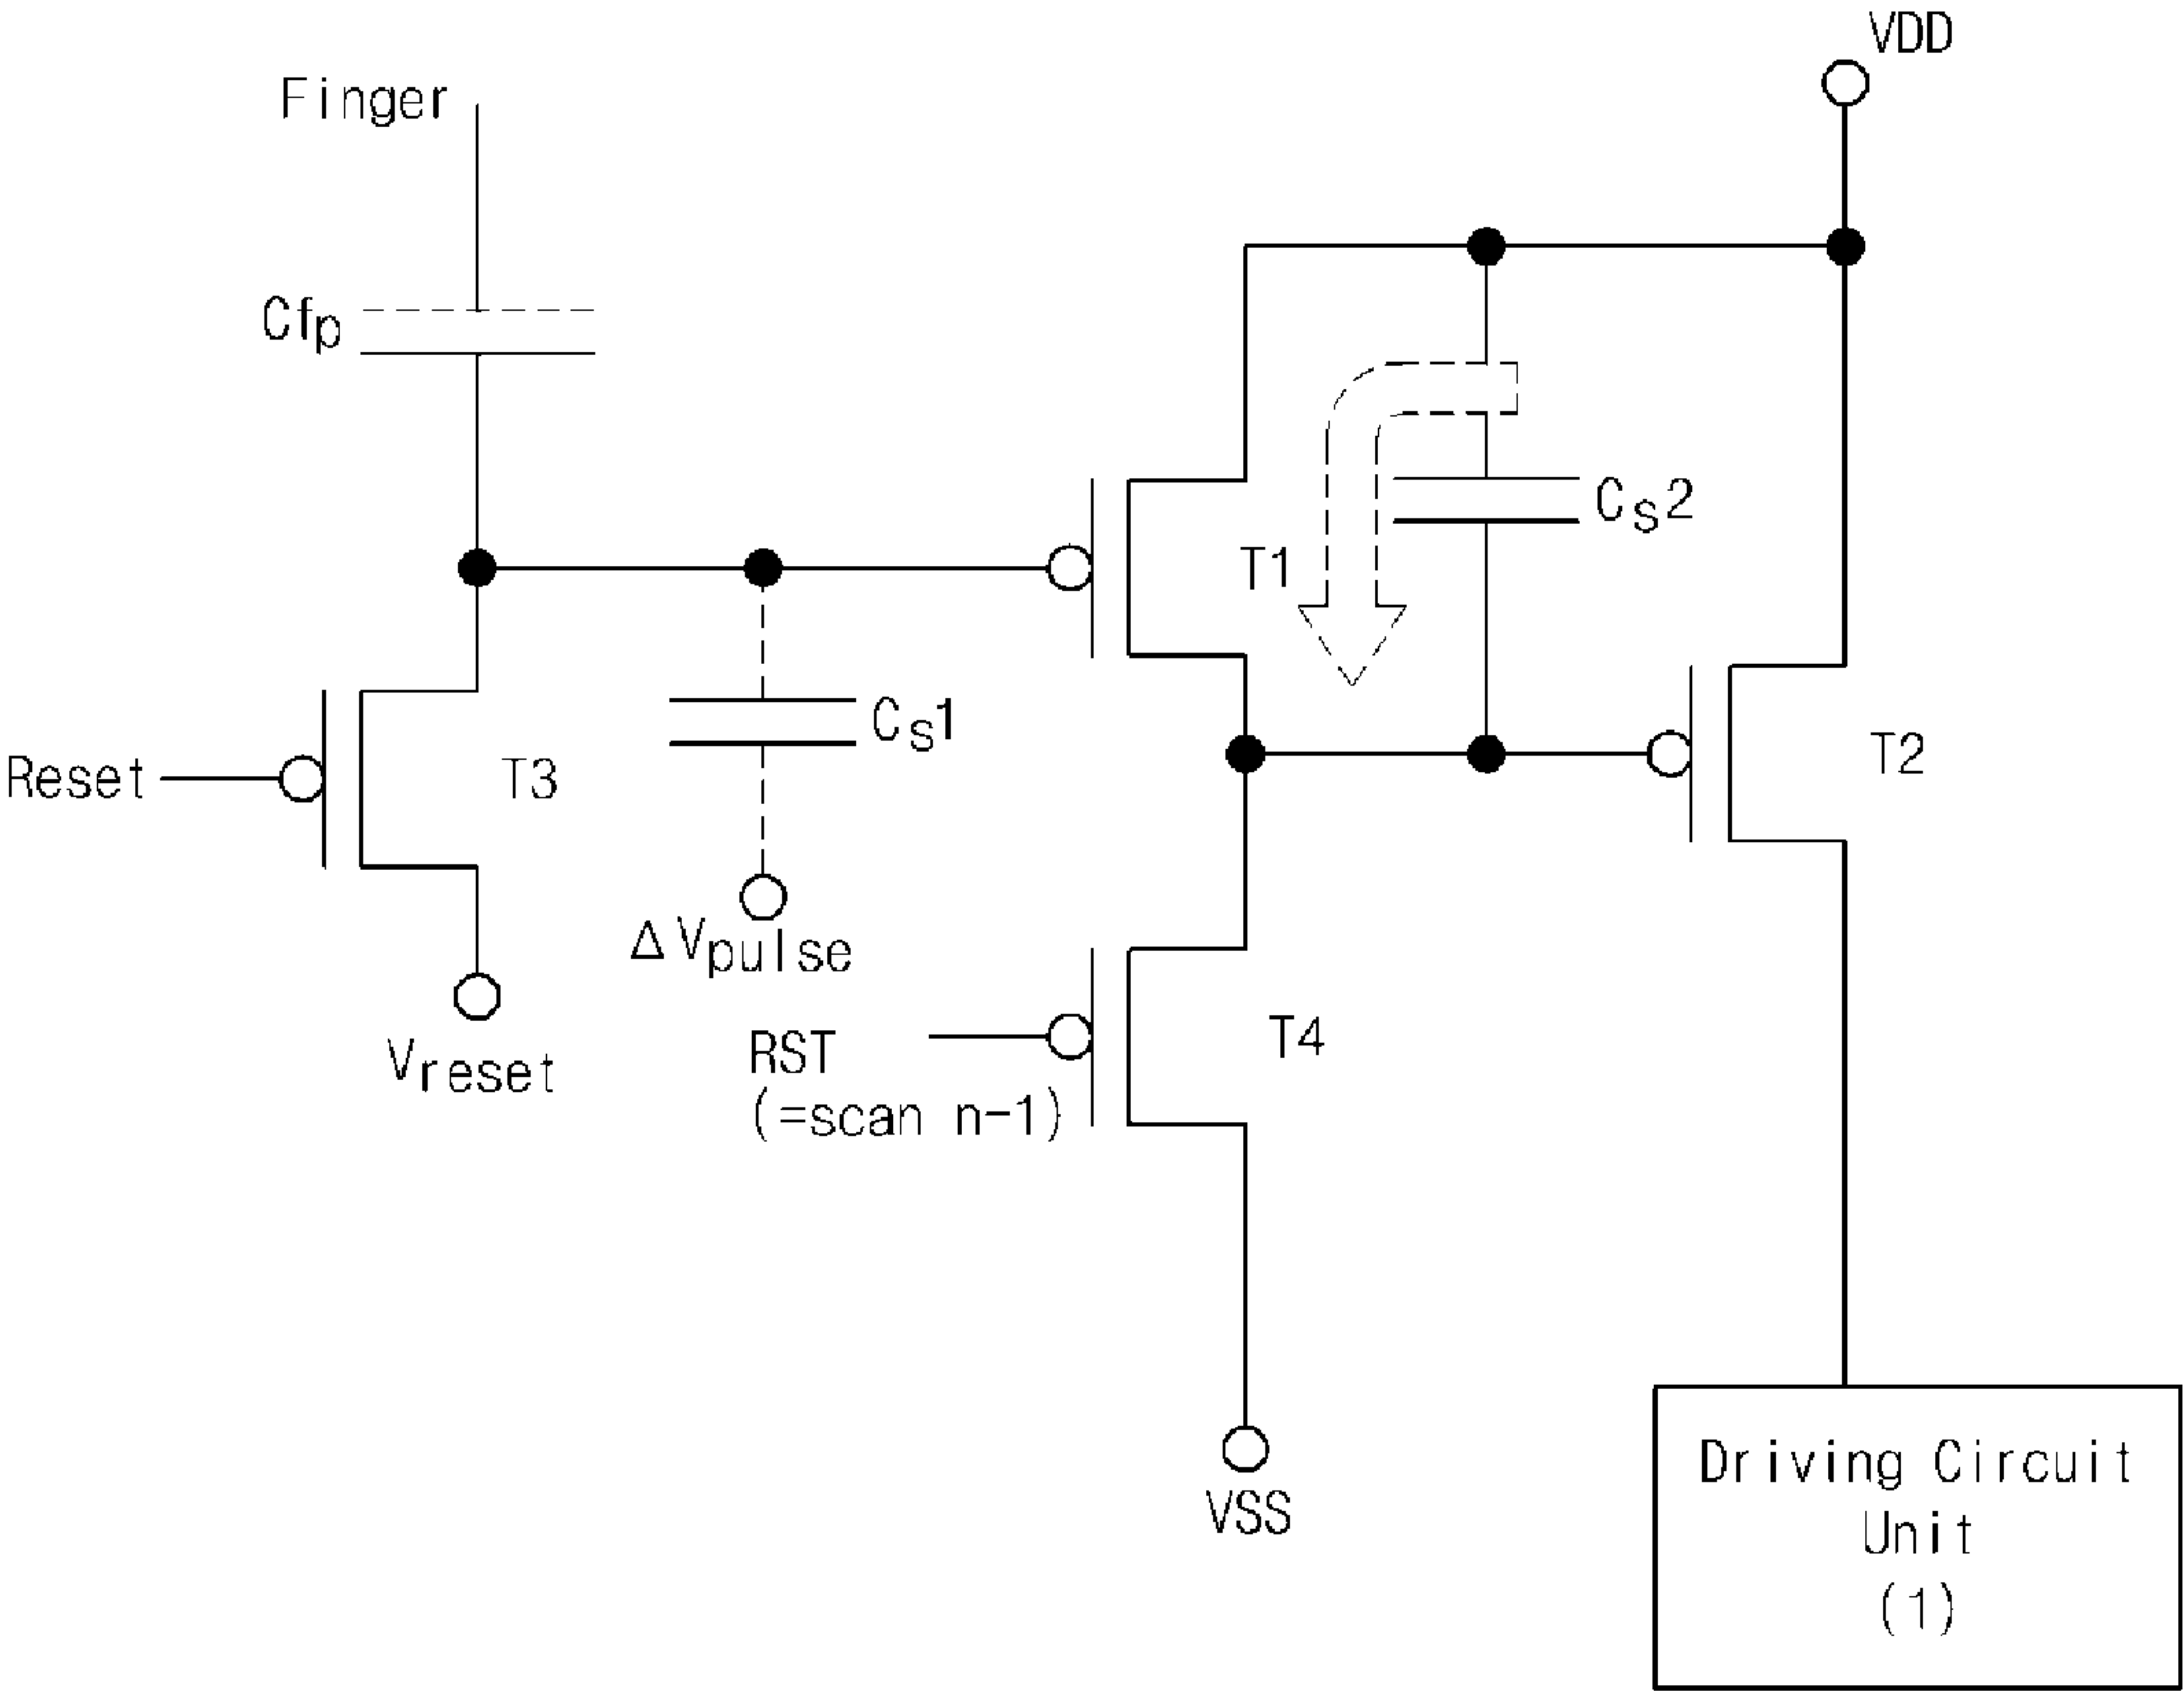 VDD
Finger
Cfp
Cs2
T1
Cs1
T2
Reset
T3
ΔVpulse
RST
(=scan n-1)
T4
Vreset
VSS
Driving Circuit
Unit
(1)